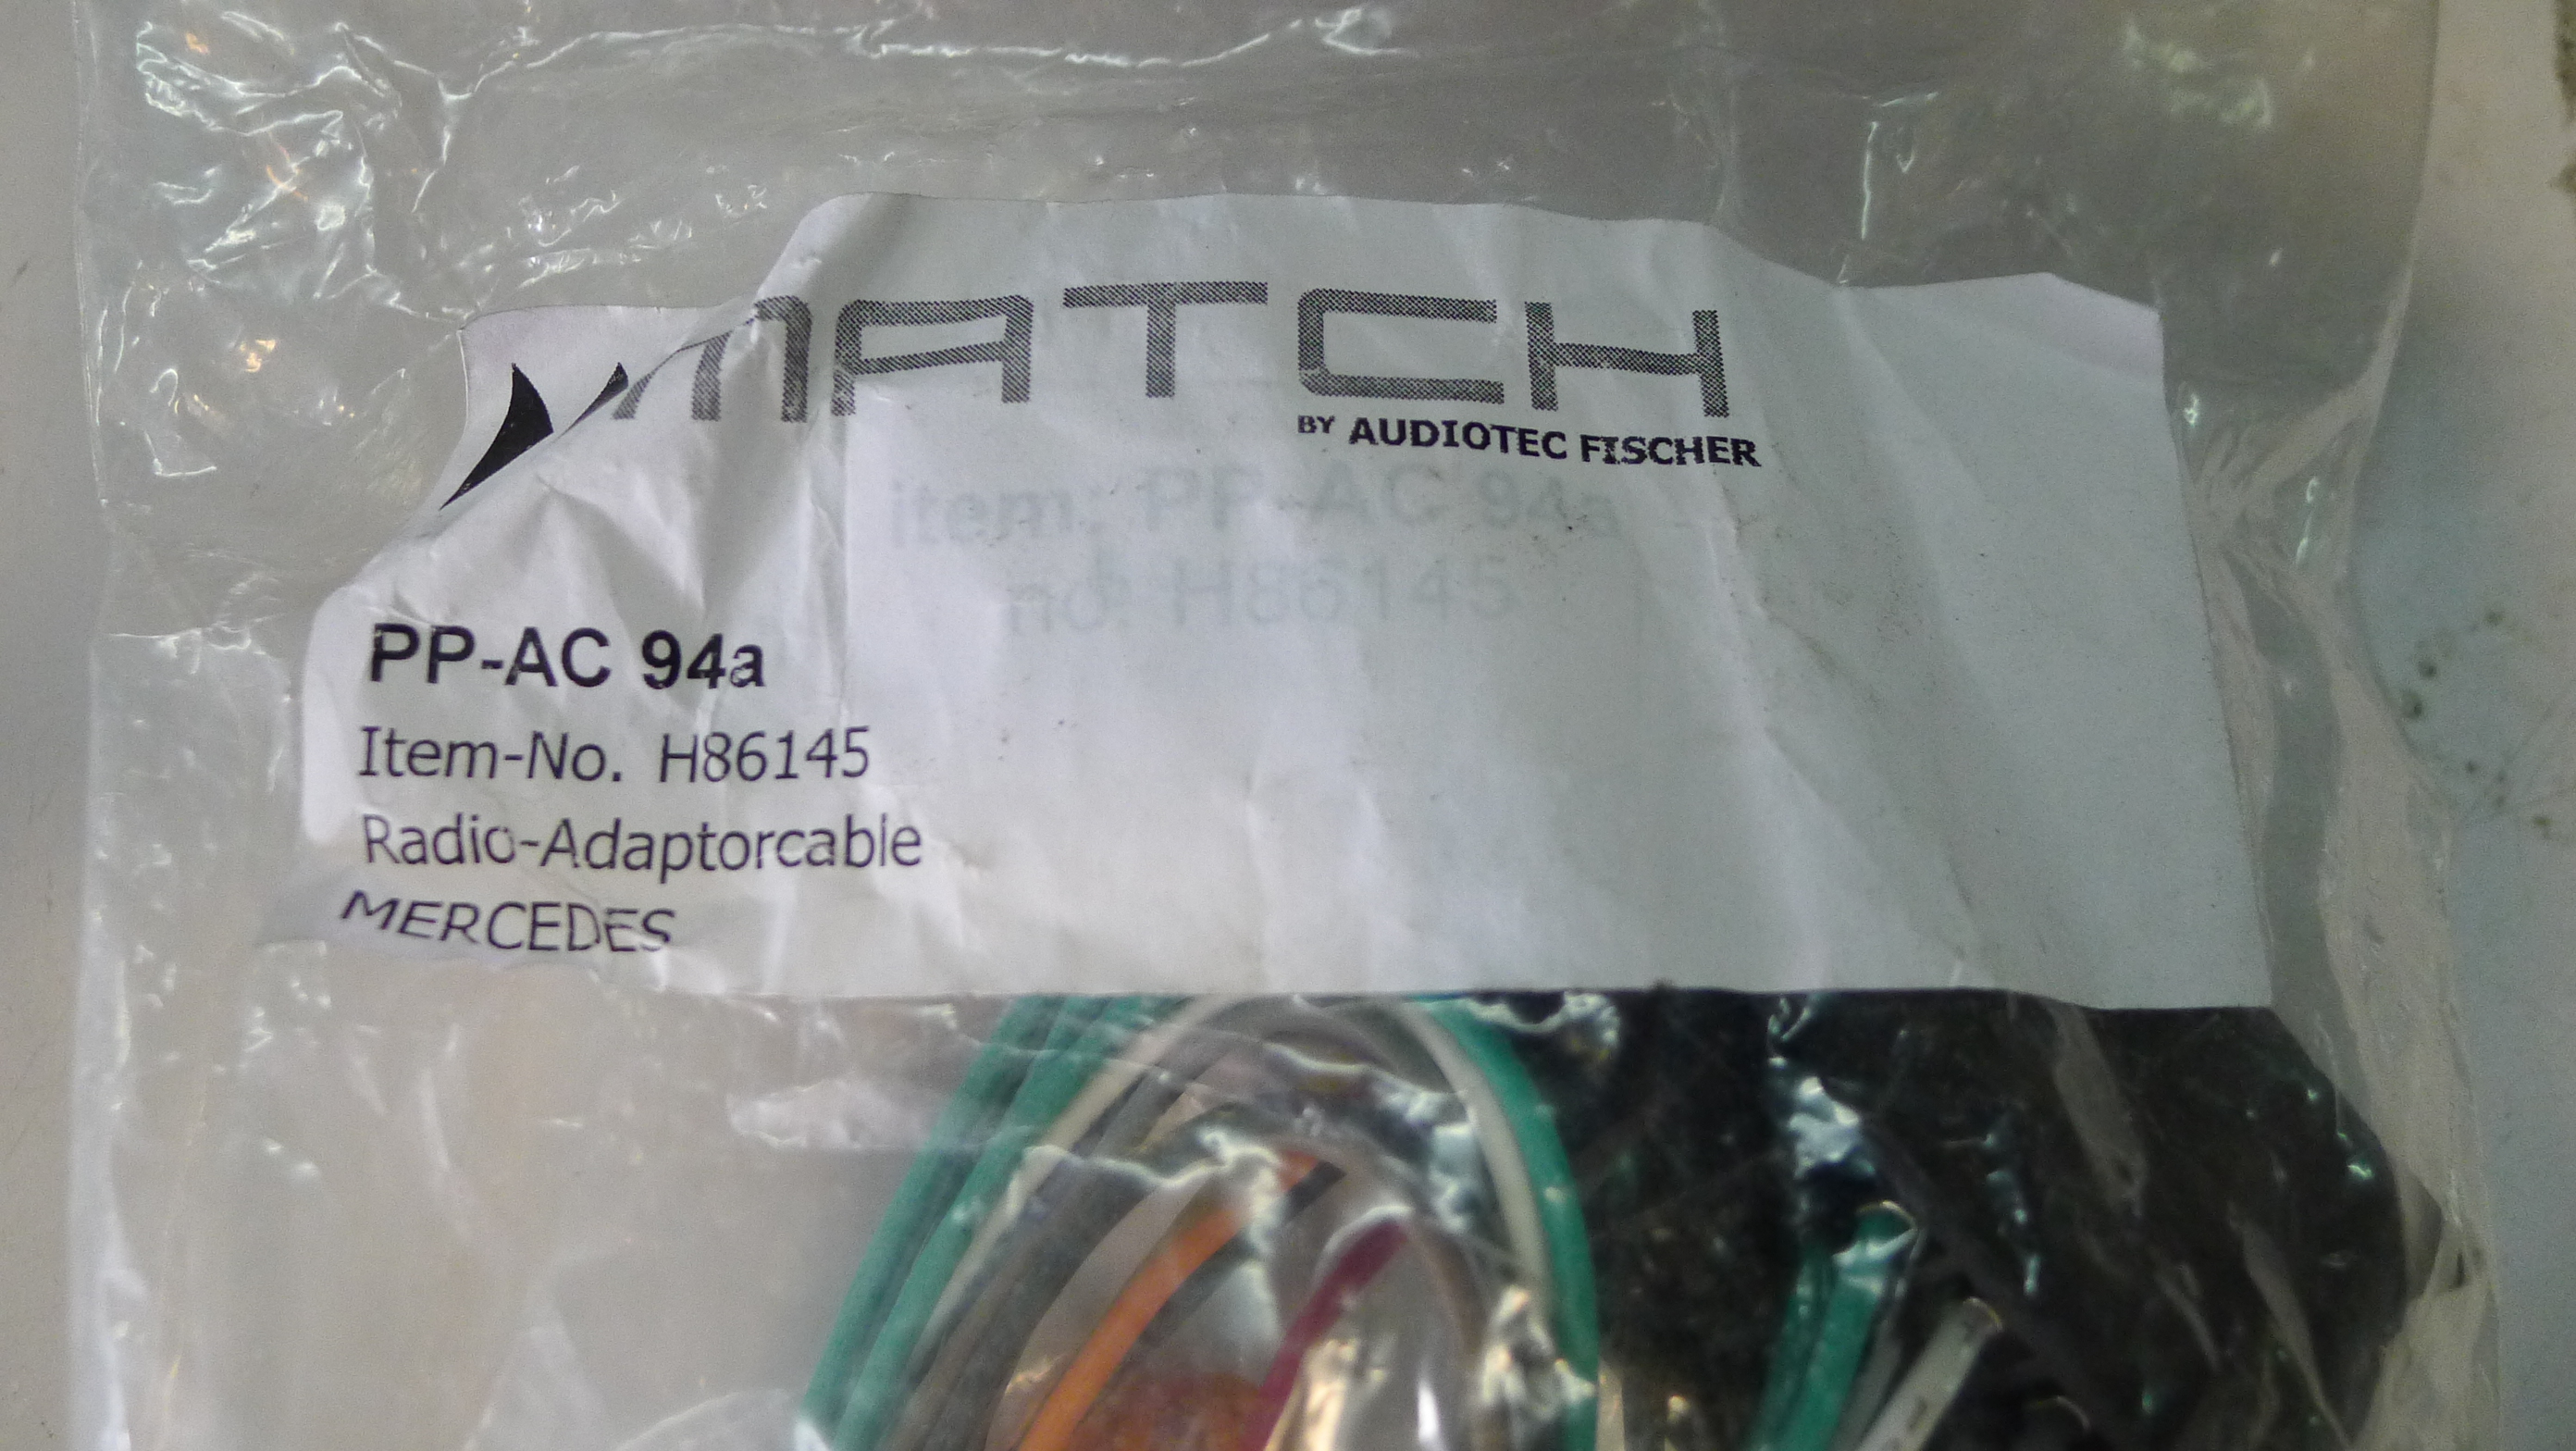 MATCH
BY AUDIOTEC FISCHER
item: PP-AC 94a
no. H86145
PP-AC 94a
Item-No. H86145
Radio-Adaptorcable
MERCEDES